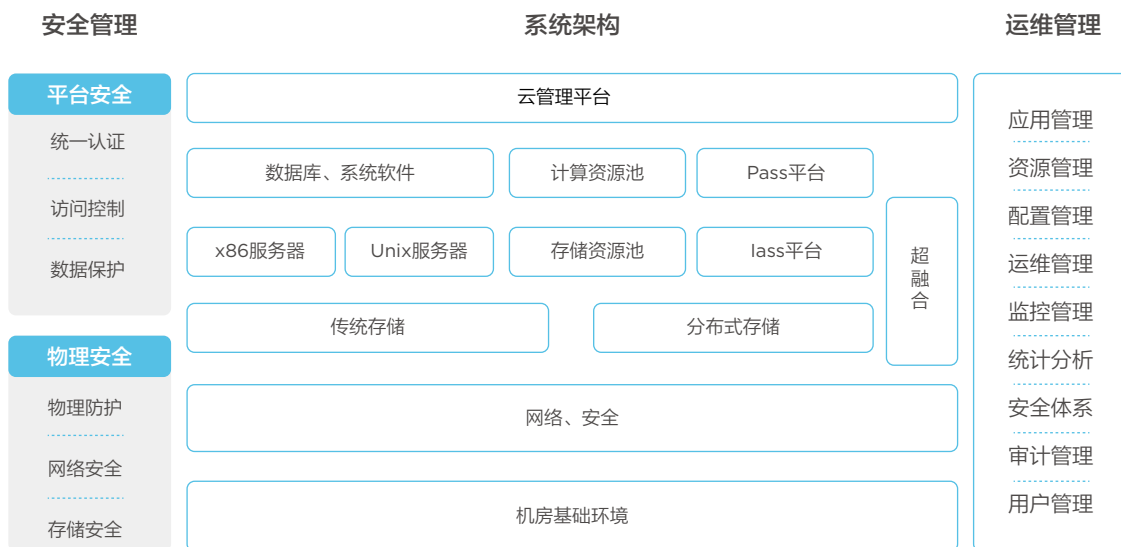 安全管理
系统架构
运维管理
平台安全
统一认证
访问控制
数据保护
物理安全
物理防护
网络安全
存储安全
云管理平台
数据库、系统软件
计算资源池
Pass平台
x86服务器
Unix服务器
存储资源池
Iass平台
超融合
传统存储
分布式存储
网络、安全
机房基础环境
应用管理
资源管理
配置管理
运维管理
监控管理
统计分析
安全体系
审计管理
用户管理